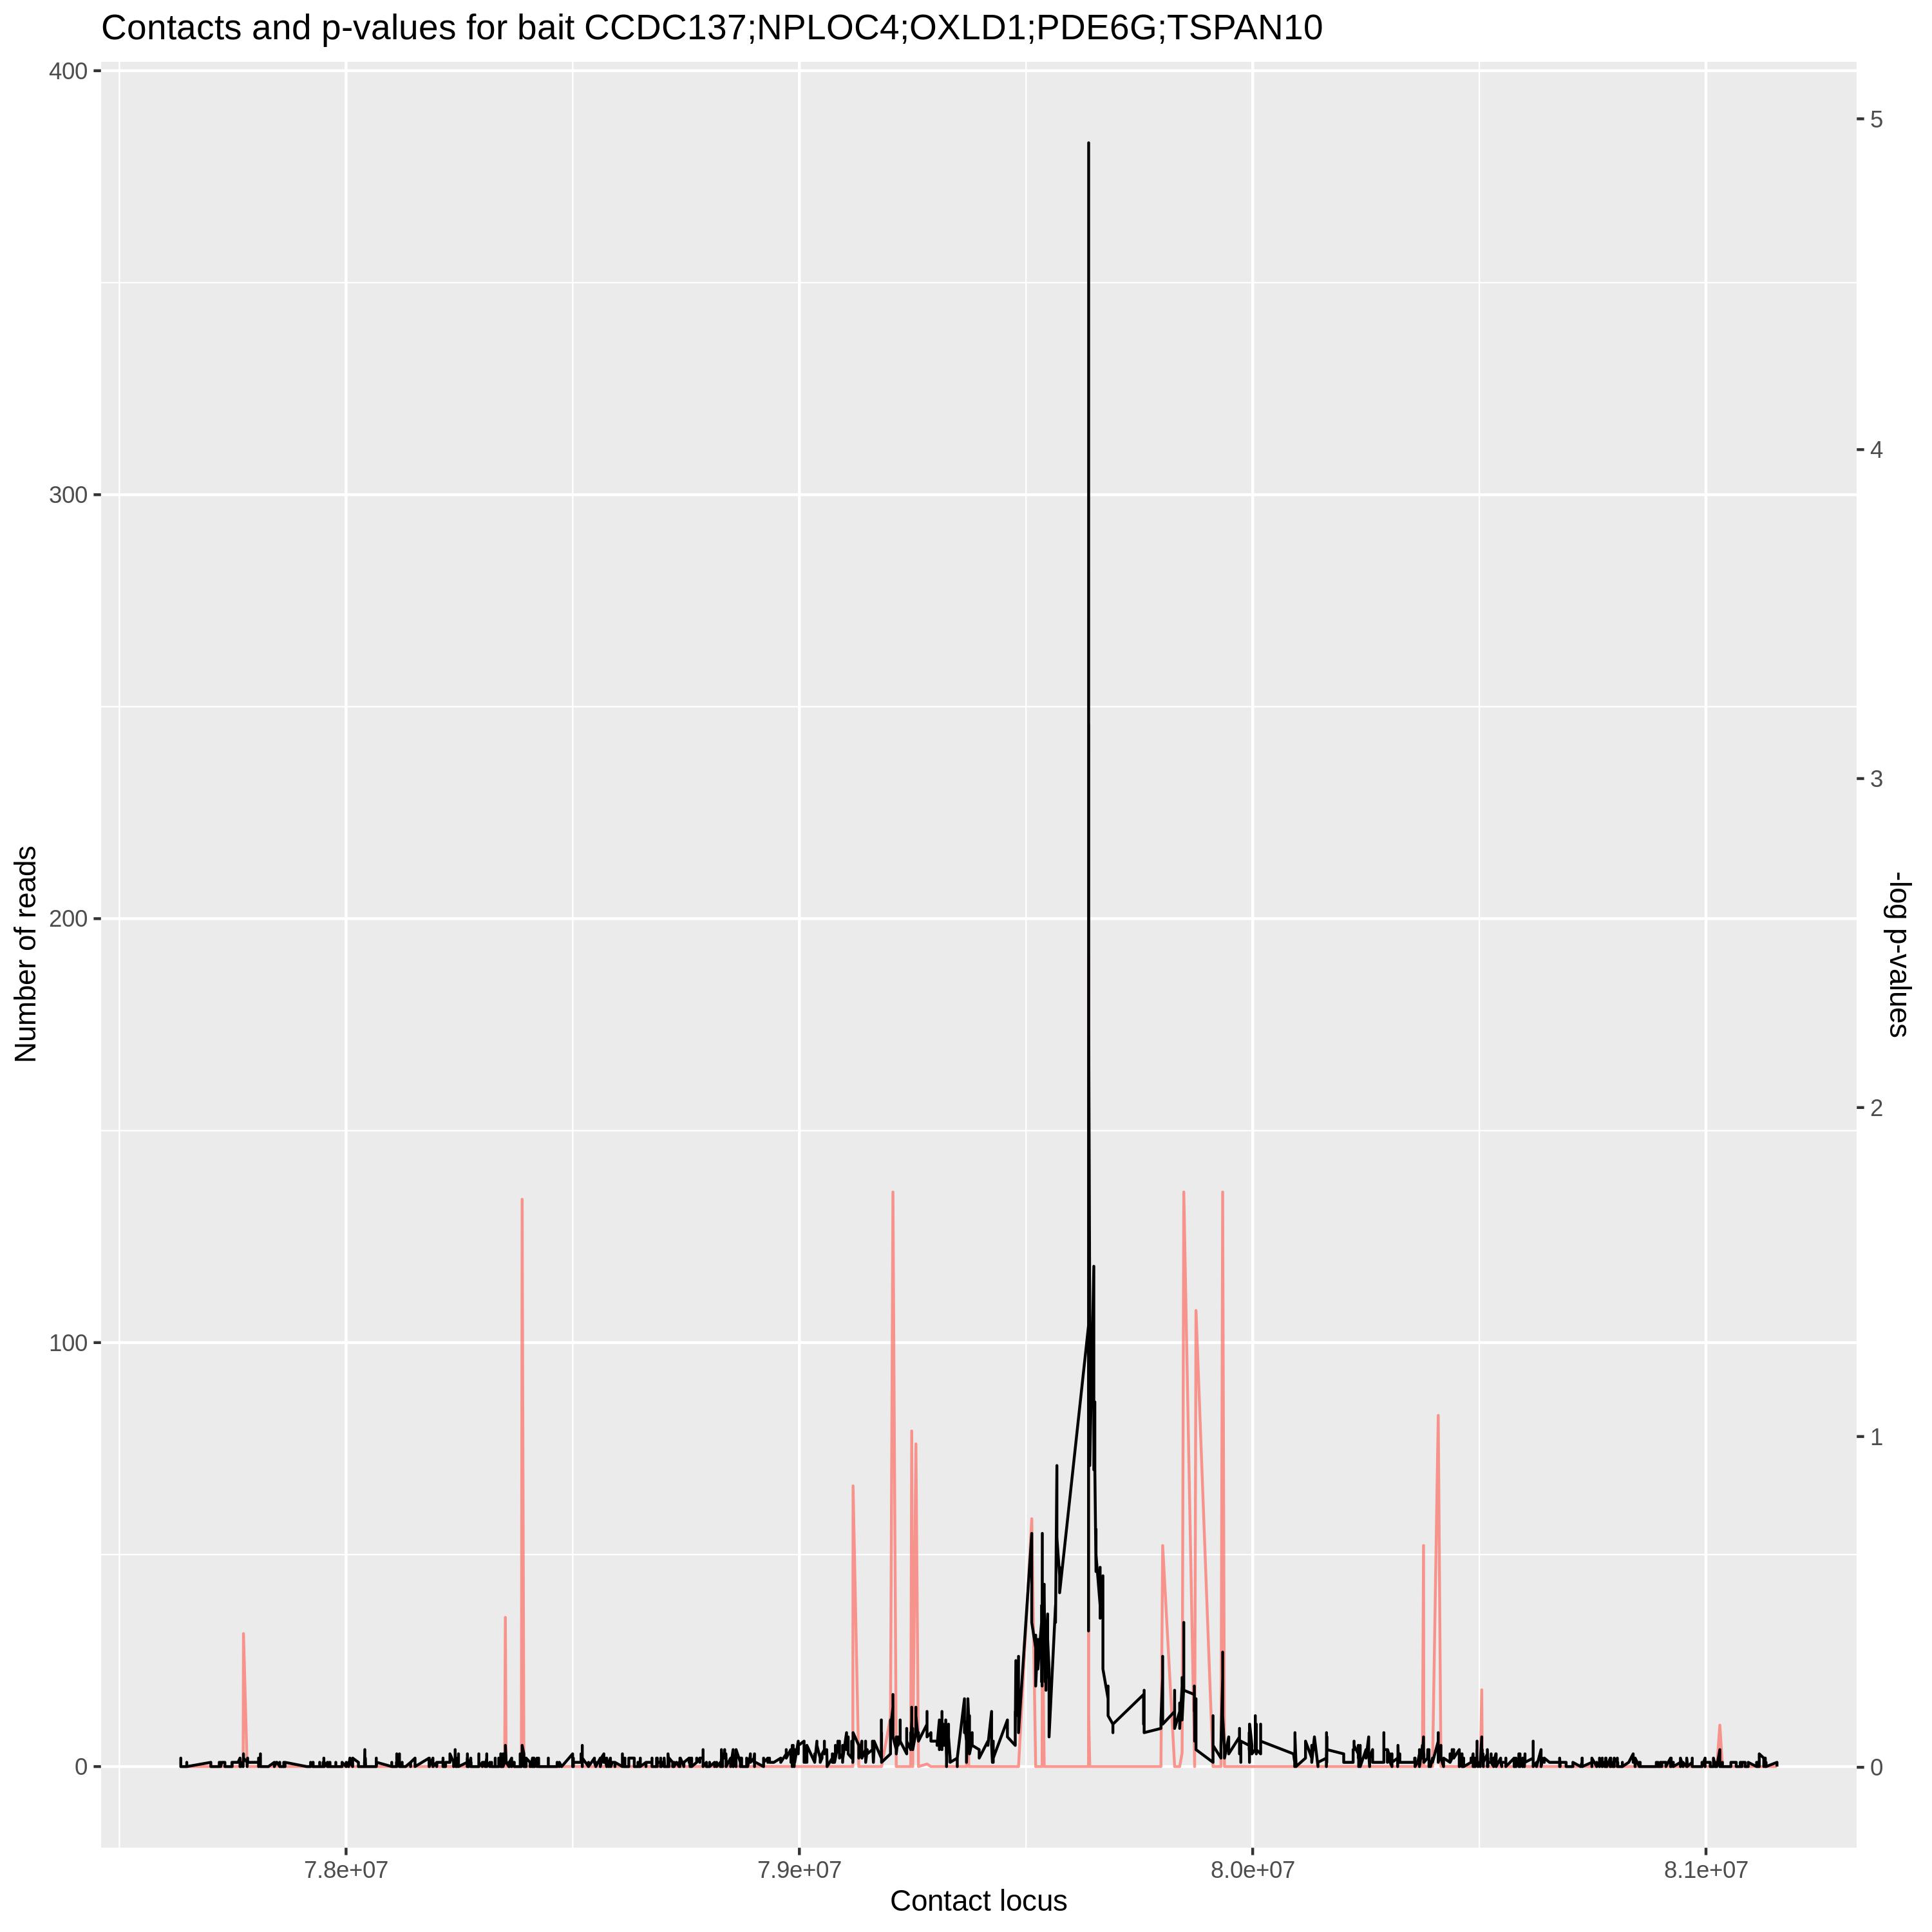 Contacts and p-values for bait CCDC137;NPLOC4;OXLD1;PDE6G;TSPAN10
400
300
200
100
0
Number of reads
5
4
3
2
1
0
-log p-values
7.8e+07
7.9e+07
8.0e+07
8.1e+07
Contact locus